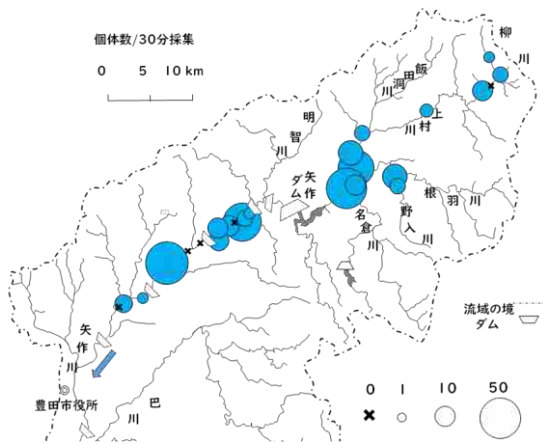 個体数/30分採集
0 5 10 km
柳川
飯田洞川
上村川
明智川
矢作ダム
根羽川
野入川
名倉川
矢作川
豊田市役所
巴川
流域の境
ダム
0 1 10 50